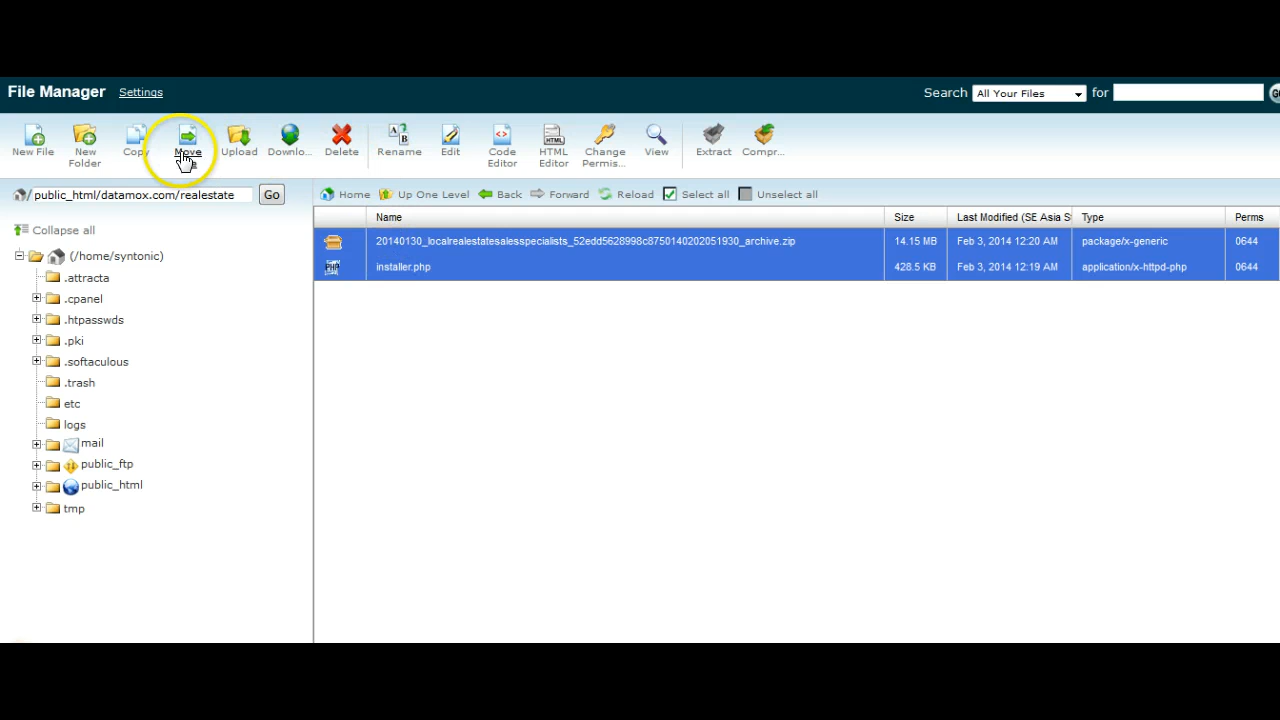 File Manager Settings Search All Your Files for
New File New Folder Copy Move Upload Downlo... Delete Rename Edit Code Editor HTML Editor Change Permis... View Extract Compr...
/ public_html/datamox.com/realestate Go Home Up One Level Back Forward Reload Select all Unselect all
Name Size Last Modified (SE Asia S Type Perms
Collapse all
20140130_localrealestatesalesspecialists_52edd5628998c8750140202051930_archive.zip 14.15 MB Feb 3, 2014 12:20 AM package/x-generic 0644
(/home/syntonic)
installer.php 428.5 KB Feb 3, 2014 12:19 AM application/x-httpd-php 0644
.attracta
.cpanel
.htpasswds
.pki
.softaculous
.trash
etc
logs
mail
public_ftp
public_html
tmp